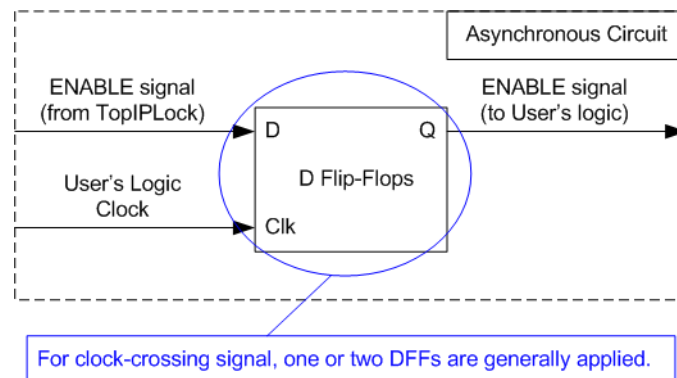 Asynchronous Circuit
ENABLE signal
(from TopIPLock)
ENABLE signal
(to User's logic)
D
Q
D Flip-Flops
User's Logic
Clock
Clk
For clock-crossing signal, one or two DFFs are generally applied.